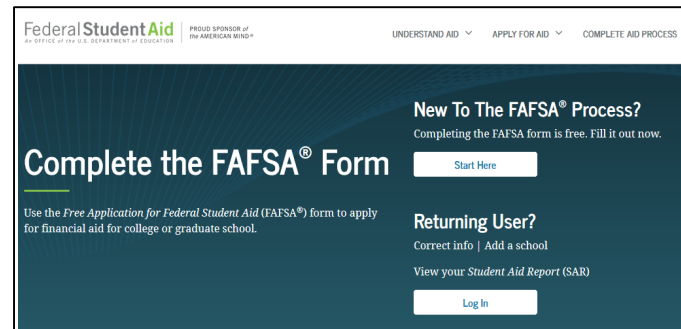 Federal Student Aid
An OFFICE of the U.S. DEPARTMENT of EDUCATION
PROUD SPONSOR of
the AMERICAN MIND®
UNDERSTAND AID
APPLY FOR AID
COMPLETE AID PROCESS
Complete the FAFSA® Form
Use the Free Application for Federal Student Aid (FAFSA®) form to apply
for financial aid for college or graduate school.
New To The FAFSA® Process?
Completing the FAFSA form is free. Fill it out now.
Start Here
Returning User?
Correct info | Add a school
View your Student Aid Report (SAR)
Log In